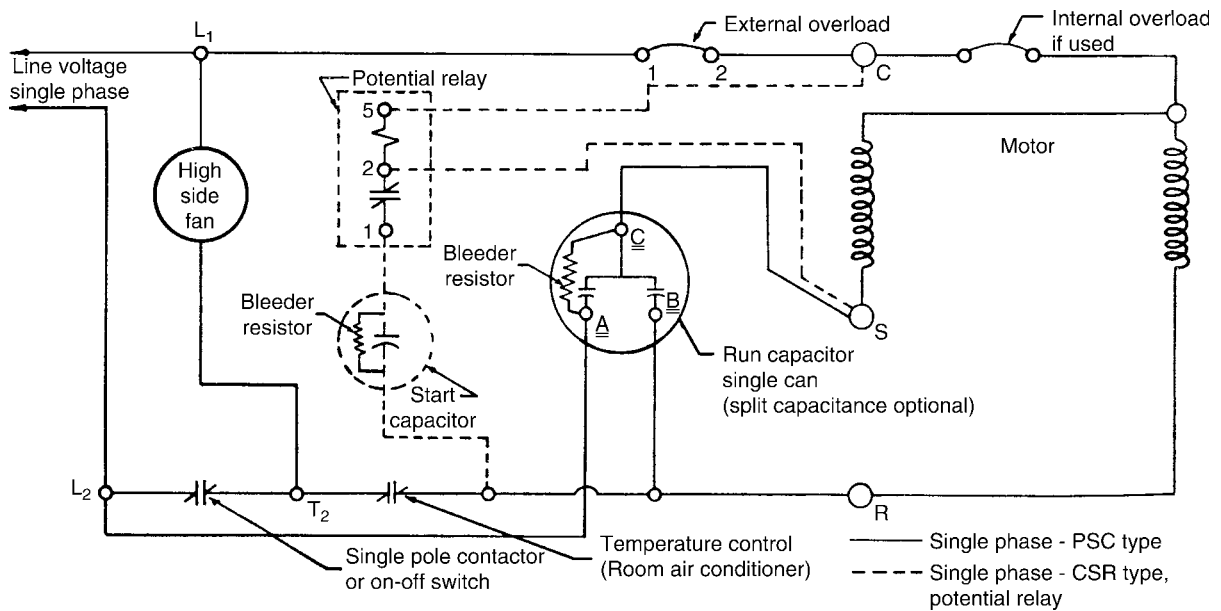 L1
External overload
Internal overload
if used
Line voltage
single phase
Potential relay
1
2
C
5
High
side
fan
2
Motor
1
C
Bleeder
resistor
Bleeder
resistor
A
B
S
Run capacitor
single can
(split capacitance optional)
Start
capacitor
L2
T2
R
Single pole contactor
or on-off switch
Temperature control
(Room air conditioner)
Single phase - PSC type
Single phase - CSR type,
potential relay